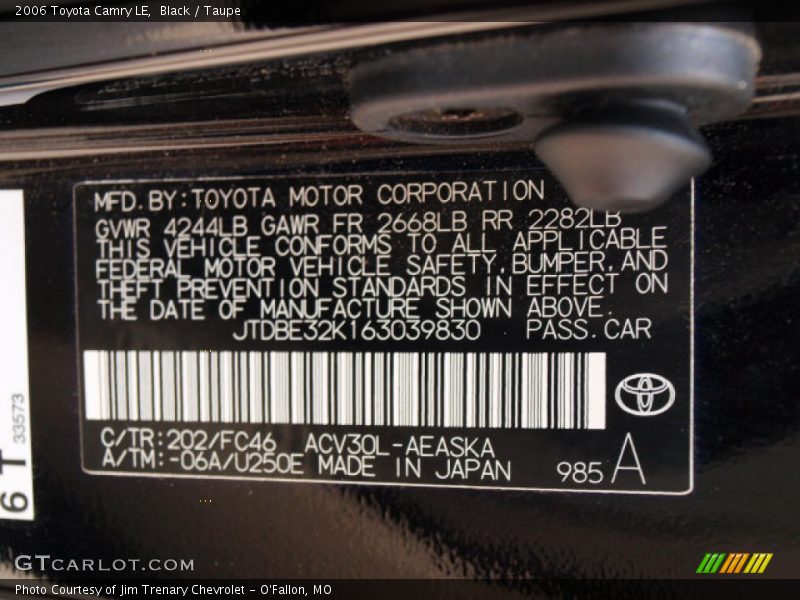 2006 Toyota Camry LE,  Black / Taupe
MFD. BY: TOYOTA MOTOR CORPORATION
GVWR 4244LB GAWR FR 2668LB RR 2282LB
THIS VEHICLE CONFORMS TO ALL APPLICABLE
FEDERAL MOTOR VEHICLE SAFETY, BUMPER, AND
THEFT PREVENTION STANDARDS IN EFFECT ON
THE DATE OF MANUFACTURE SHOWN ABOVE.
JTDBE32K163039830 PASS. CAR
C/TR: 202/FC46 ACV30L-AEASKA
A/TM: -06A/U250E MADE IN JAPAN
985 A
6 T
33573
GTCARLOT.COM
Photo Courtesy of Jim Trenary Chevrolet - O'Fallon, MO